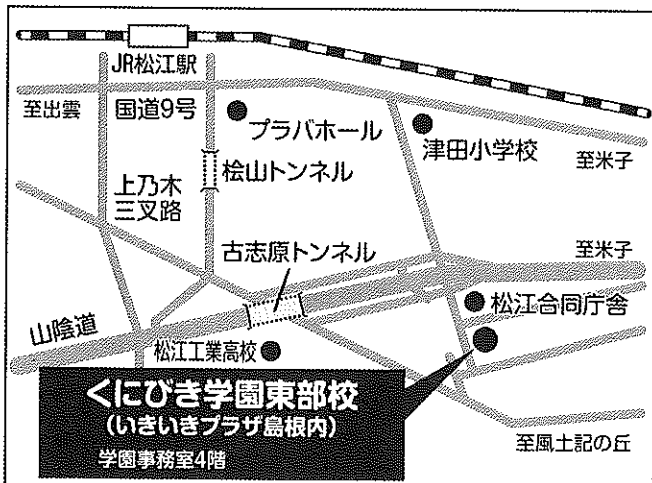 JR松江駅
至出雲
国道9号
プラバホール
津田小学校
至米子
桧山トンネル
上乃木
三叉路
古志原トンネル
至米子
松江合同庁舎
山陰道
松江工業高校
くにびき学園東部校
(いきいきプラザ島根内)
学園事務室4階
至風土記の丘